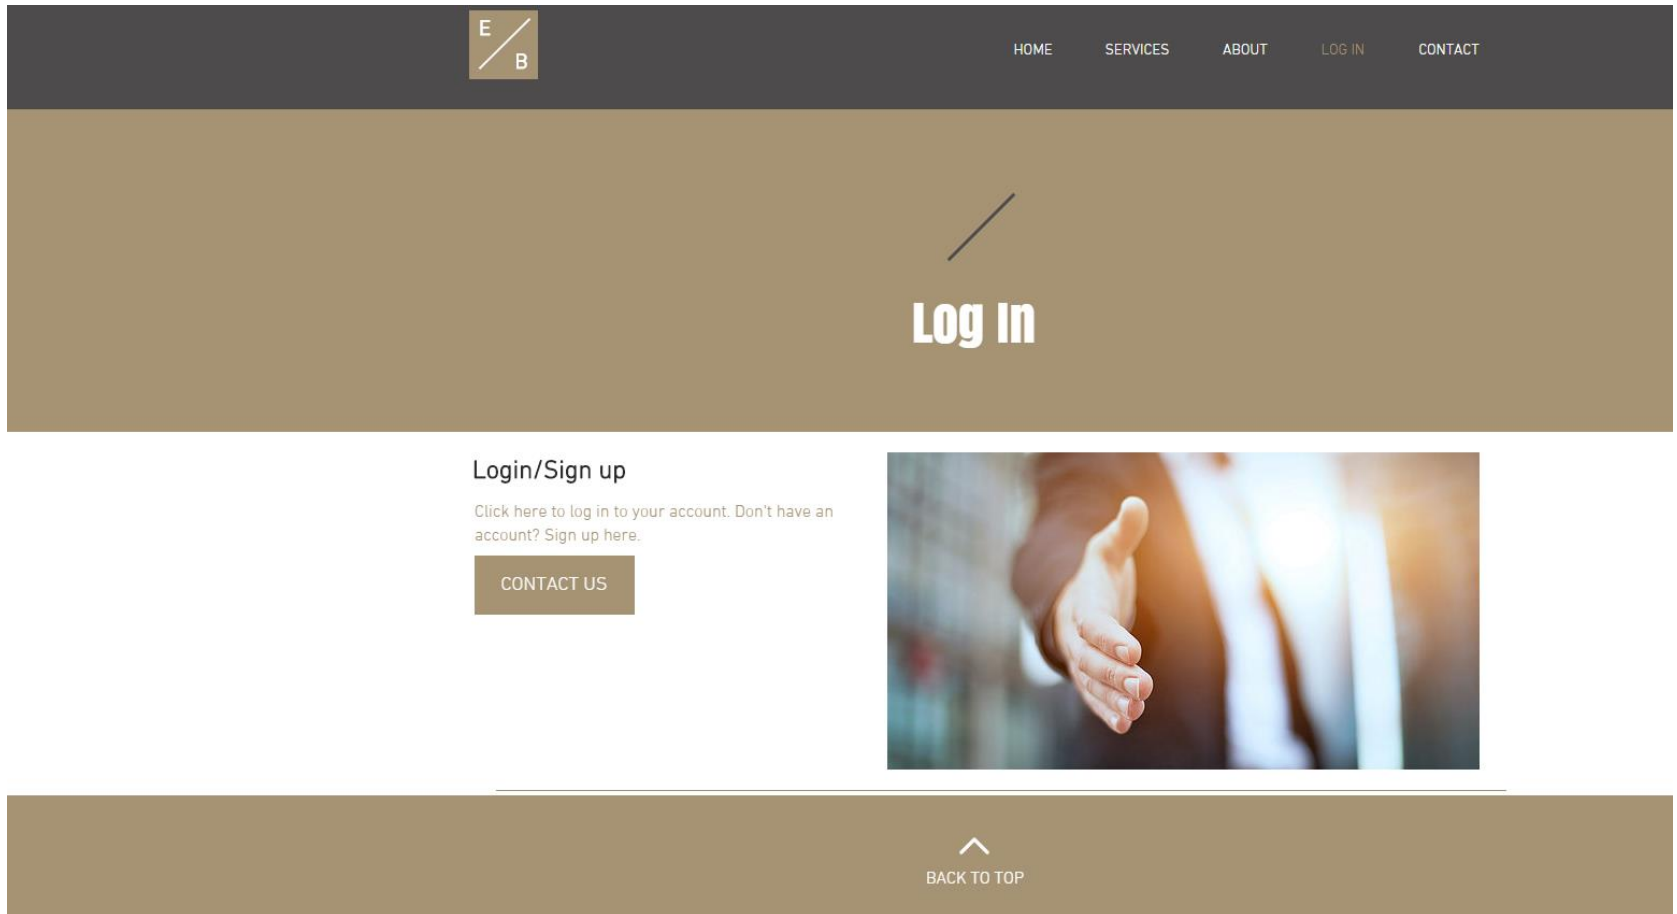 E
B
HOME SERVICES ABOUT LOG IN CONTACT
Log In
Login/Sign up
Click here to log in to your account. Don't have an
account? Sign up here.
CONTACT US
BACK TO TOP